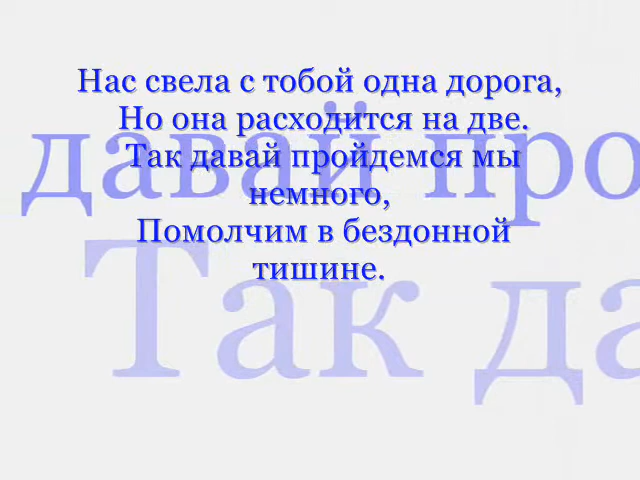 Нас свела с тобой одна дорога,
Но она расходится на две.
давай про
Так давай пройдемся мы
немного,
Помолчим в бездонной
тишине.
Так да